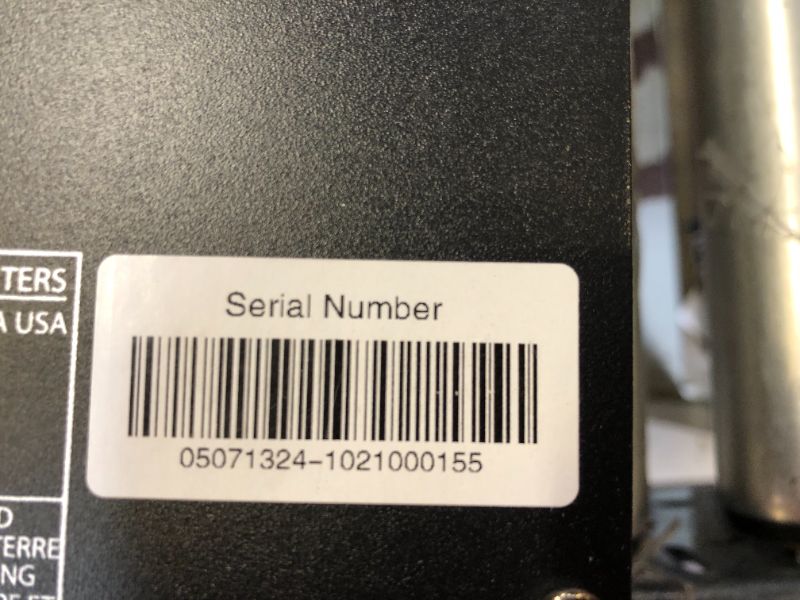 TERS
A USA
Serial Number
05071324-1021000155
D
TERRE
NG